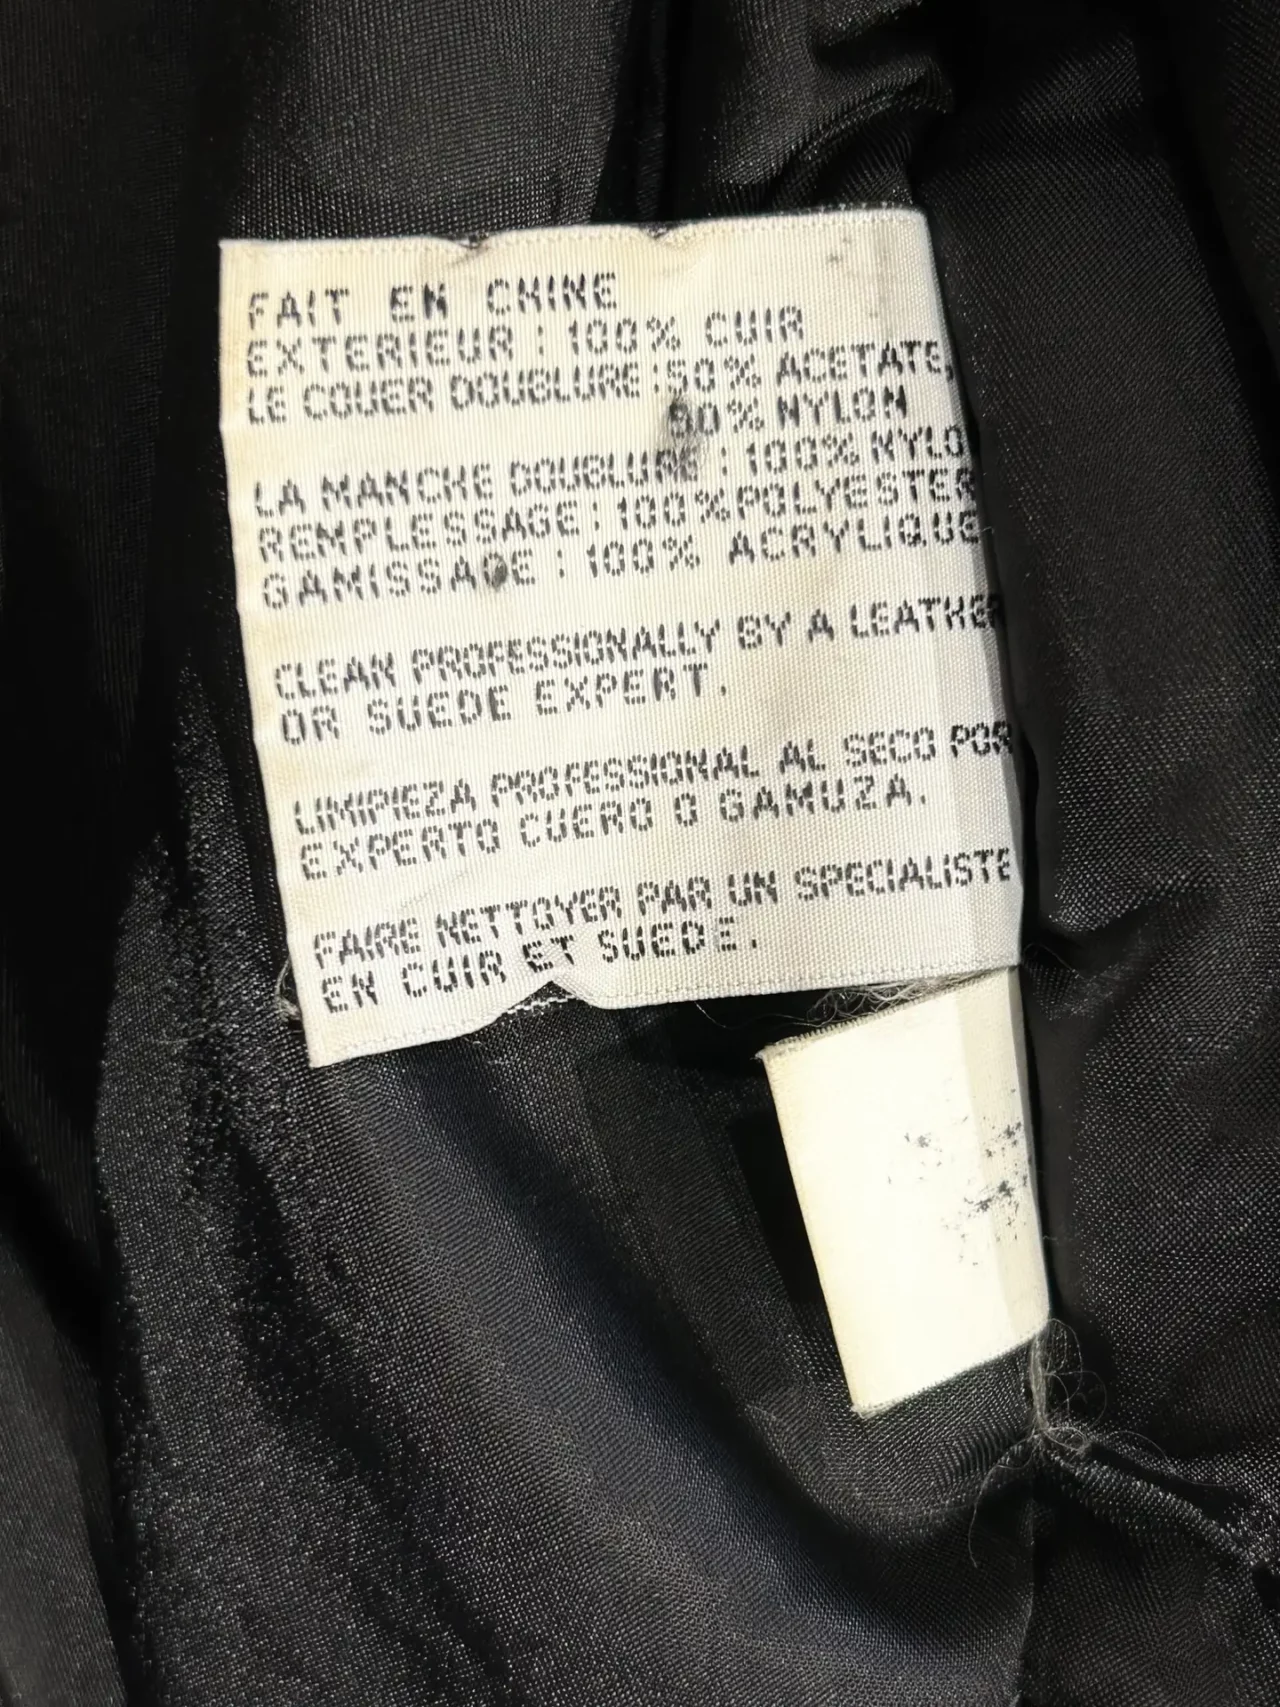 FAIT EN CHINE
EXTERIEUR : 100% CUIR
LE COUER DOUBLURE : 50% ACETATE,
50% NYLON
LA MANCHE DOUBLURE : 100% NYLO
REMPLESSAGE : 100% POLYESTER
GAMISSAGE : 100% ACRYLIQUE
CLEAN PROFESSIONALLY BY A LEATHER
OR SUEDE EXPERT.
LIMIPIEZA PROFESSIONAL AL SECO POR
EXPERTO CUERO O GAMUZA.
FAIRE NETTOYER PAR UN SPECIALISTE
EN CUIR ET SUEDE.